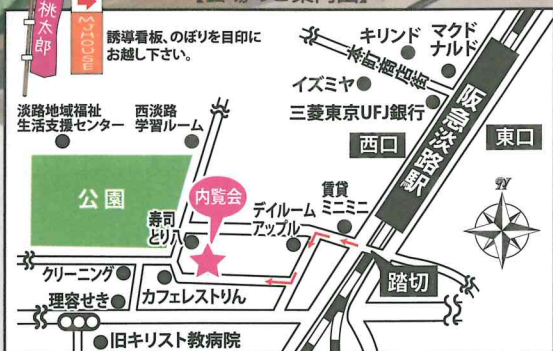 桃太郎
MJHOUSE
誘導看板、のぼりを目印に
お越し下さい。
キリンド
マクド
ナルド
本町商店街
イズミヤ
三菱東京UFJ銀行
阪急淡路駅
西口
東口
淡路地域福祉
生活支援センター
西淡路
学習ルーム
公園
内覧会
寿司
とり八
デイルーム
アップル
賃貸
ミニミニ
N
踏切
クリーニング
カフェレストりん
理容せき
旧キリスト教病院